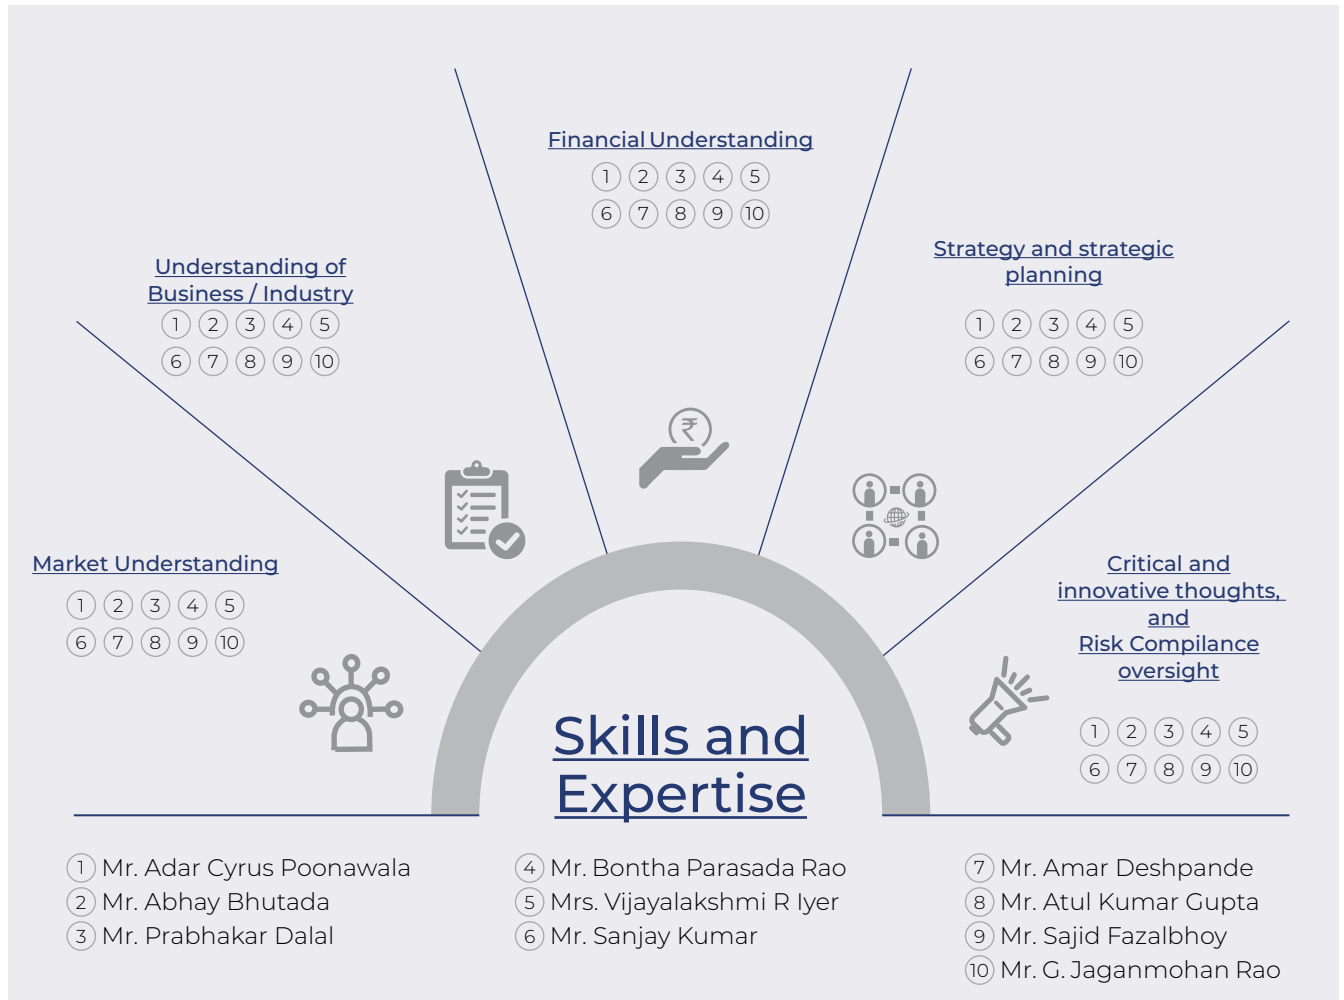 Financial Understanding
1 2 3 4 5
6 7 8 9 10
Strategy and strategic
planning
1 2 3 4 5
6 7 8 9 10
Understanding of
Business / Industry
1 2 3 4 5
6 7 8 9 10
₹
Market Understanding
1 2 3 4 5
6 7 8 9 10
Critical and
innovative thoughts,
and
Risk Compilance
oversight
1 2 3 4 5
6 7 8 9 10
Skills and
Expertise
1 Mr. Adar Cyrus Poonawala
2 Mr. Abhay Bhutada
3 Mr. Prabhakar Dalal
4 Mr. Bontha Parasada Rao
5 Mrs. Vijayalakshmi R Iyer
6 Mr. Sanjay Kumar
7 Mr. Amar Deshpande
8 Mr. Atul Kumar Gupta
9 Mr. Sajid Fazalbhoy
10 Mr. G. Jaganmohan Rao